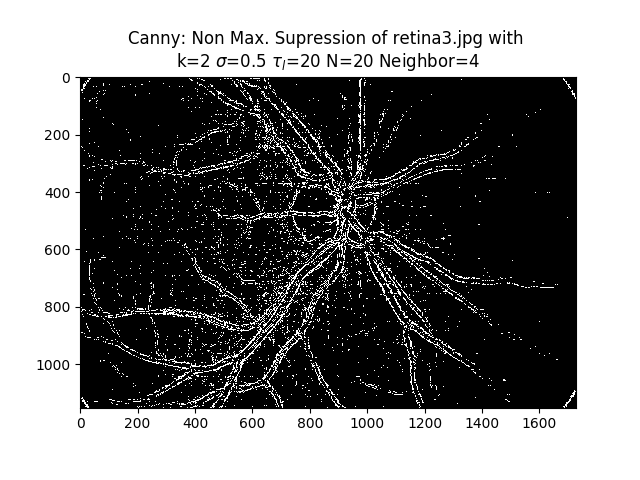 Canny: Non Max. Supression of retina3.jpg with
k=2 σ=0.5 τ_l=20 N=20 Neighbor=4
0
200
400
600
800
1000
0 200 400 600 800 1000 1200 1400 1600